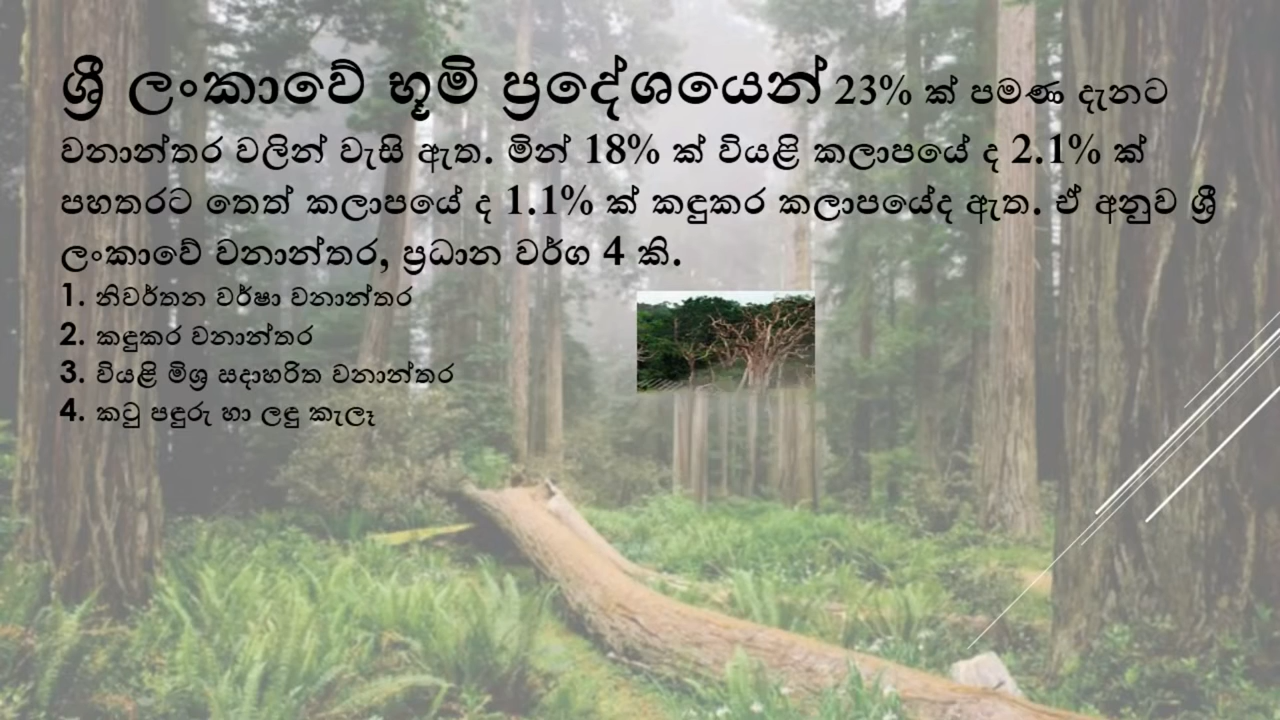 ශ්‍රී ලංකාවේ භූමි ප්‍රදේශයෙන් 23% ක් පමණ දැනට
වනාන්තර වලින් වැසි ඇත. මින් 18% ක් වියළි කලාපයේ ද 2.1% ක්
පහතරට තෙත් කලාපයේ ද 1.1% ක් කඳුකර කලාපයේද ඇත. ඒ අනුව ශ්‍රී
ලංකාවේ වනාන්තර, ප්‍රධාන වර්ග 4 කි.
1. නිවර්තන වර්ෂා වනාන්තර
2. කඳුකර වනාන්තර
3. වියළි මිශ්‍ර සදාහරිත වනාන්තර
4. කටු පඳුරු හා ලඳු කැලෑ